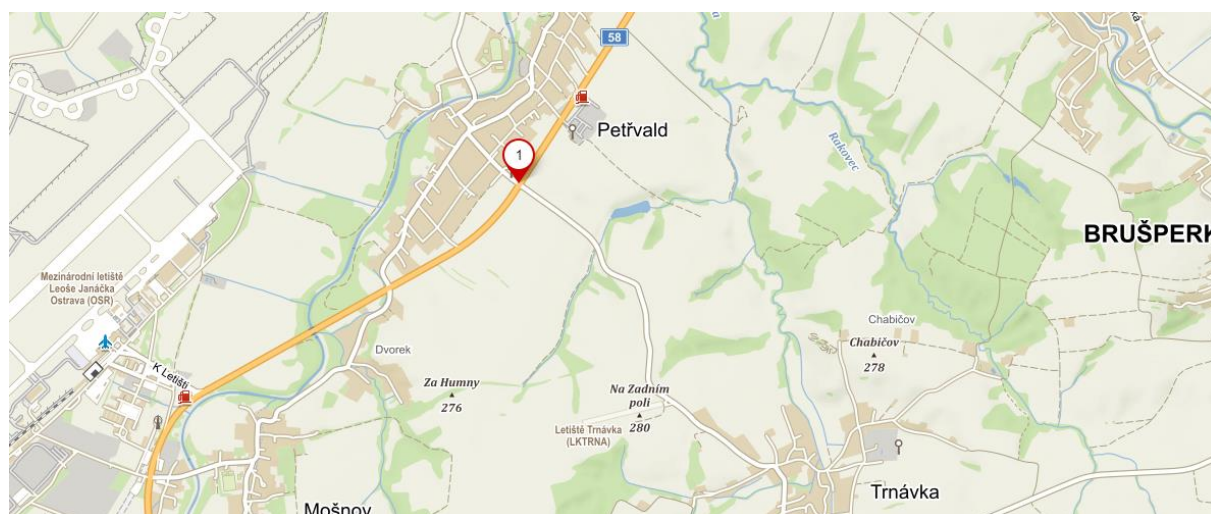 58
Petřvald
1
Rakovec
BRUŠPERK
Mezinárodní letiště
Leoše Janáčka
Ostrava (OSR)
Chabičov
Chabičov
278
Dvorek
K Letišti
Za Humny
276
Na Zadním
poli
280
Letiště Trnávka
(LKTRNA)
Trnávka
Mošnov